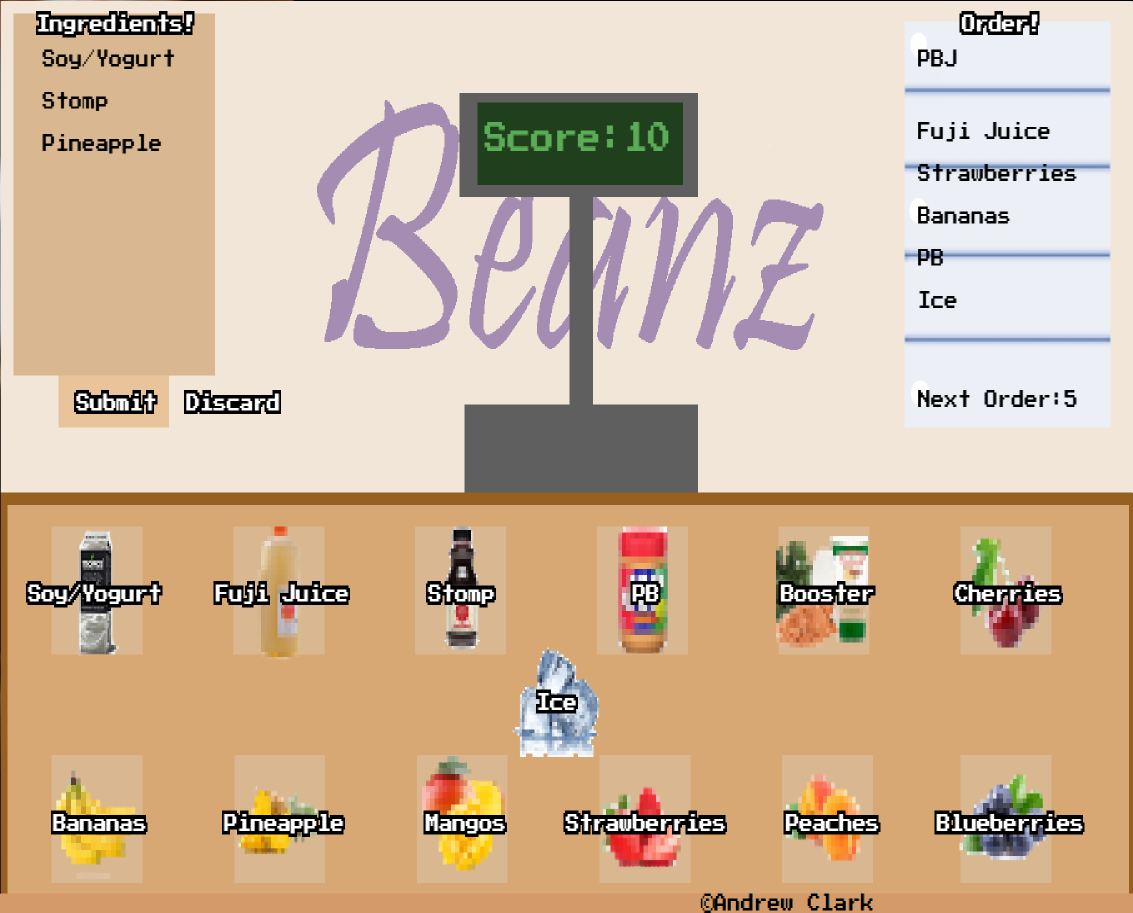 Ingredients!
Soy/Yogurt
Stomp
Pineapple
Submit
Discard
Beanz
Score:10
Order!
PBJ
Fuji Juice
Strawberries
Bananas
PB
Ice
Next Order:5
Soy/Yogurt
Fuji Juice
Stomp
PB
Booster
Cherries
Ice
Bananas
Pineapple
Mangos
Strawberries
Peaches
Blueberries
©Andrew Clark